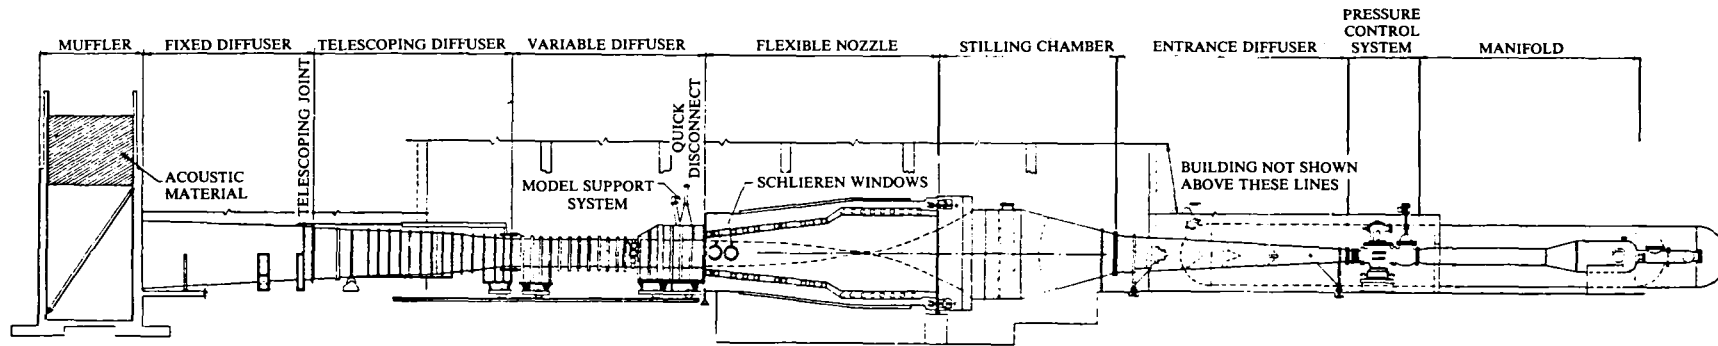 PRESSURE
CONTROL
SYSTEM
MUFFLER
FIXED DIFFUSER
TELESCOPING DIFFUSER
VARIABLE DIFFUSER
FLEXIBLE NOZZLE
STILLING CHAMBER
ENTRANCE DIFFUSER
MANIFOLD
TELESCOPING JOINT
QUICK
DISCONNECT
ACOUSTIC
MATERIAL
MODEL SUPPORT
SYSTEM
SCHLIEREN WINDOWS
BUILDING NOT SHOWN
ABOVE THESE LINES